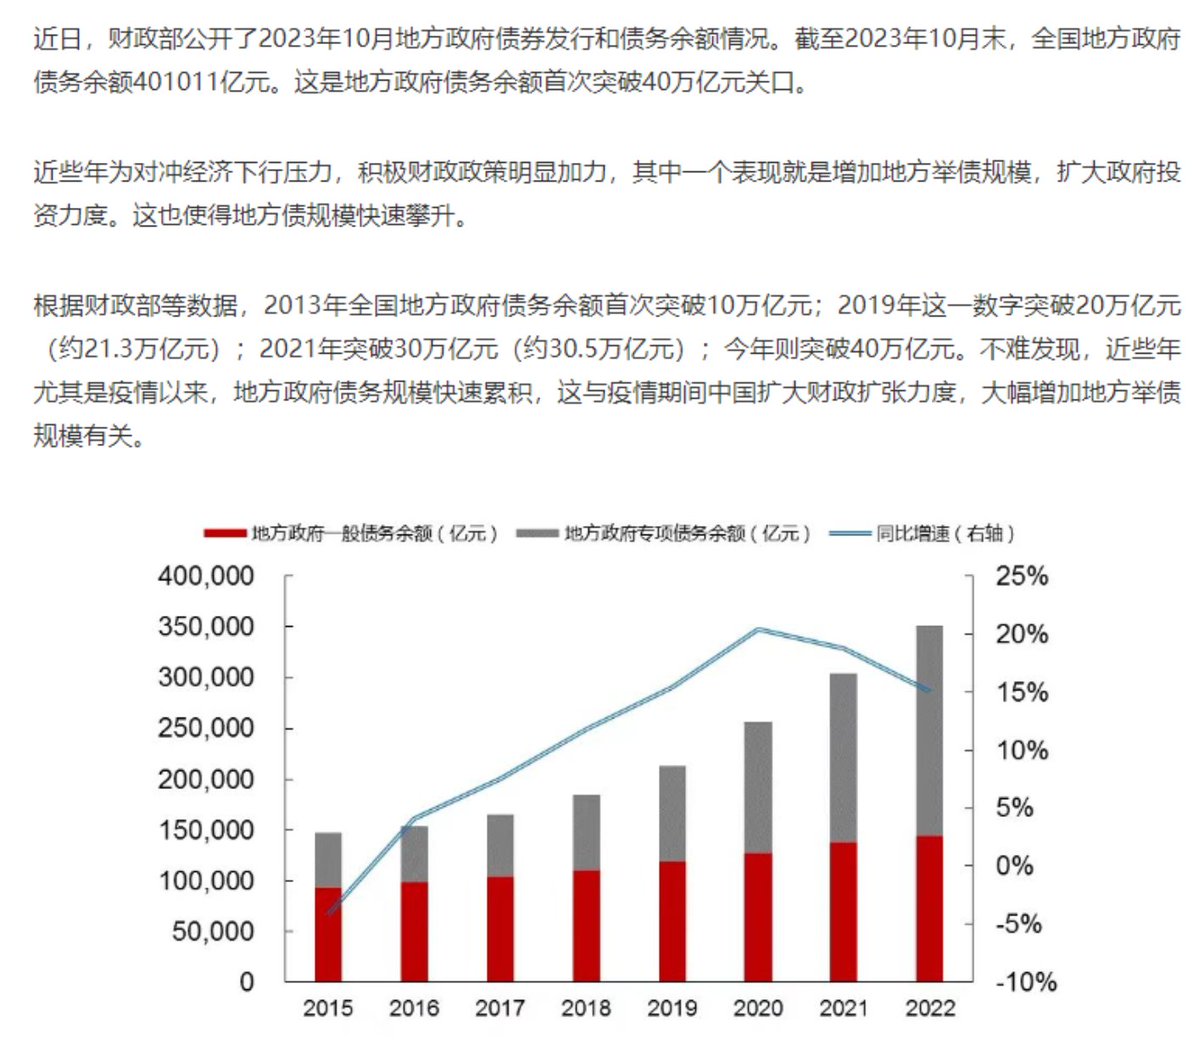 近日，财政部公开了2023年10月地方政府债券发行和债务余额情况。截至2023年10月末，全国地方政府
债务余额401011亿元。这是地方政府债务余额首次突破40万亿元关口。
近些年为对冲经济下行压力，积极财政政策明显加力，其中一个表现就是增加地方举债规模，扩大政府投
资力度。这也使得地方债规模快速攀升。
根据财政部等数据，2013年全国地方政府债务余额首次突破10万亿元；2019年这一数字突破20万亿元
（约21.3万亿元）；2021年突破30万亿元（约30.5万亿元）；今年则突破40万亿元。不难发现，近些年
尤其是疫情以来，地方政府债务规模快速累积，这与疫情期间中国扩大财政扩张力度，大幅增加地方举债
规模有关。
地方政府一般债务余额（亿元） 地方政府专项债务余额（亿元） 同比增速（右轴）
400,000 25%
350,000 20%
300,000 15%
250,000 10%
200,000 5%
150,000 0%
100,000 -5%
50,000 -10%
0
2015 2016 2017 2018 2019 2020 2021 2022